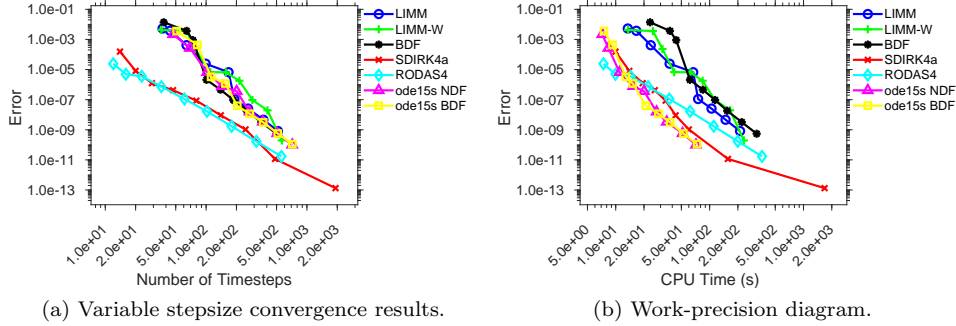 1.0e-01
1.0e-03
1.0e-05
1.0e-07
1.0e-09
1.0e-11
1.0e-13
Error
1.0e+01
2.0e+01
5.0e+01
1.0e+02
2.0e+02
5.0e+02
1.0e+03
2.0e+03
Number of Timesteps
LIMM
LIMM-W
BDF
SDIRK4a
RODAS4
ode15s NDF
ode15s BDF
(a) Variable stepsize convergence results.
1.0e-01
1.0e-03
1.0e-05
1.0e-07
1.0e-09
1.0e-11
1.0e-13
Error
5.0e+00
1.0e+01
2.0e+01
5.0e+01
1.0e+02
2.0e+02
5.0e+02
1.0e+03
2.0e+03
CPU Time (s)
LIMM
LIMM-W
BDF
SDIRK4a
RODAS4
ode15s NDF
ode15s BDF
(b) Work-precision diagram.